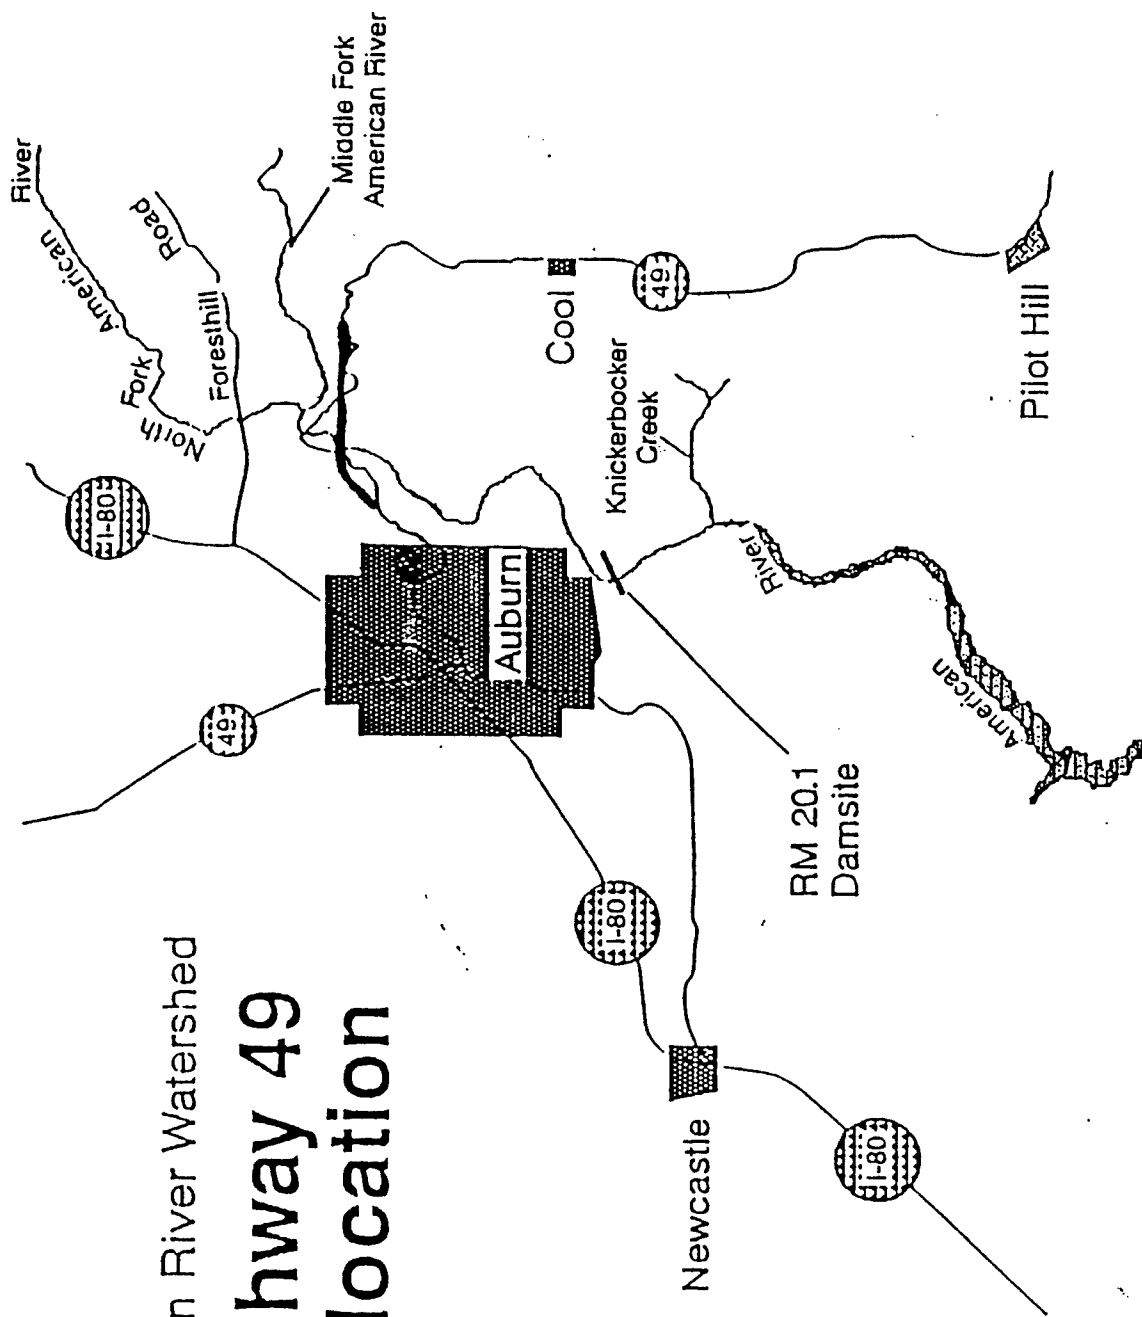 n River Watershed
hway 49
location
North Fork American River
Foresthill Road
Middle Fork
American River
I-80
49
Auburn
Cool
49
Knickerbocker
Creek
Pilot Hill
American River
RM 20.1
Damsite
I-80
Newcastle
I-80